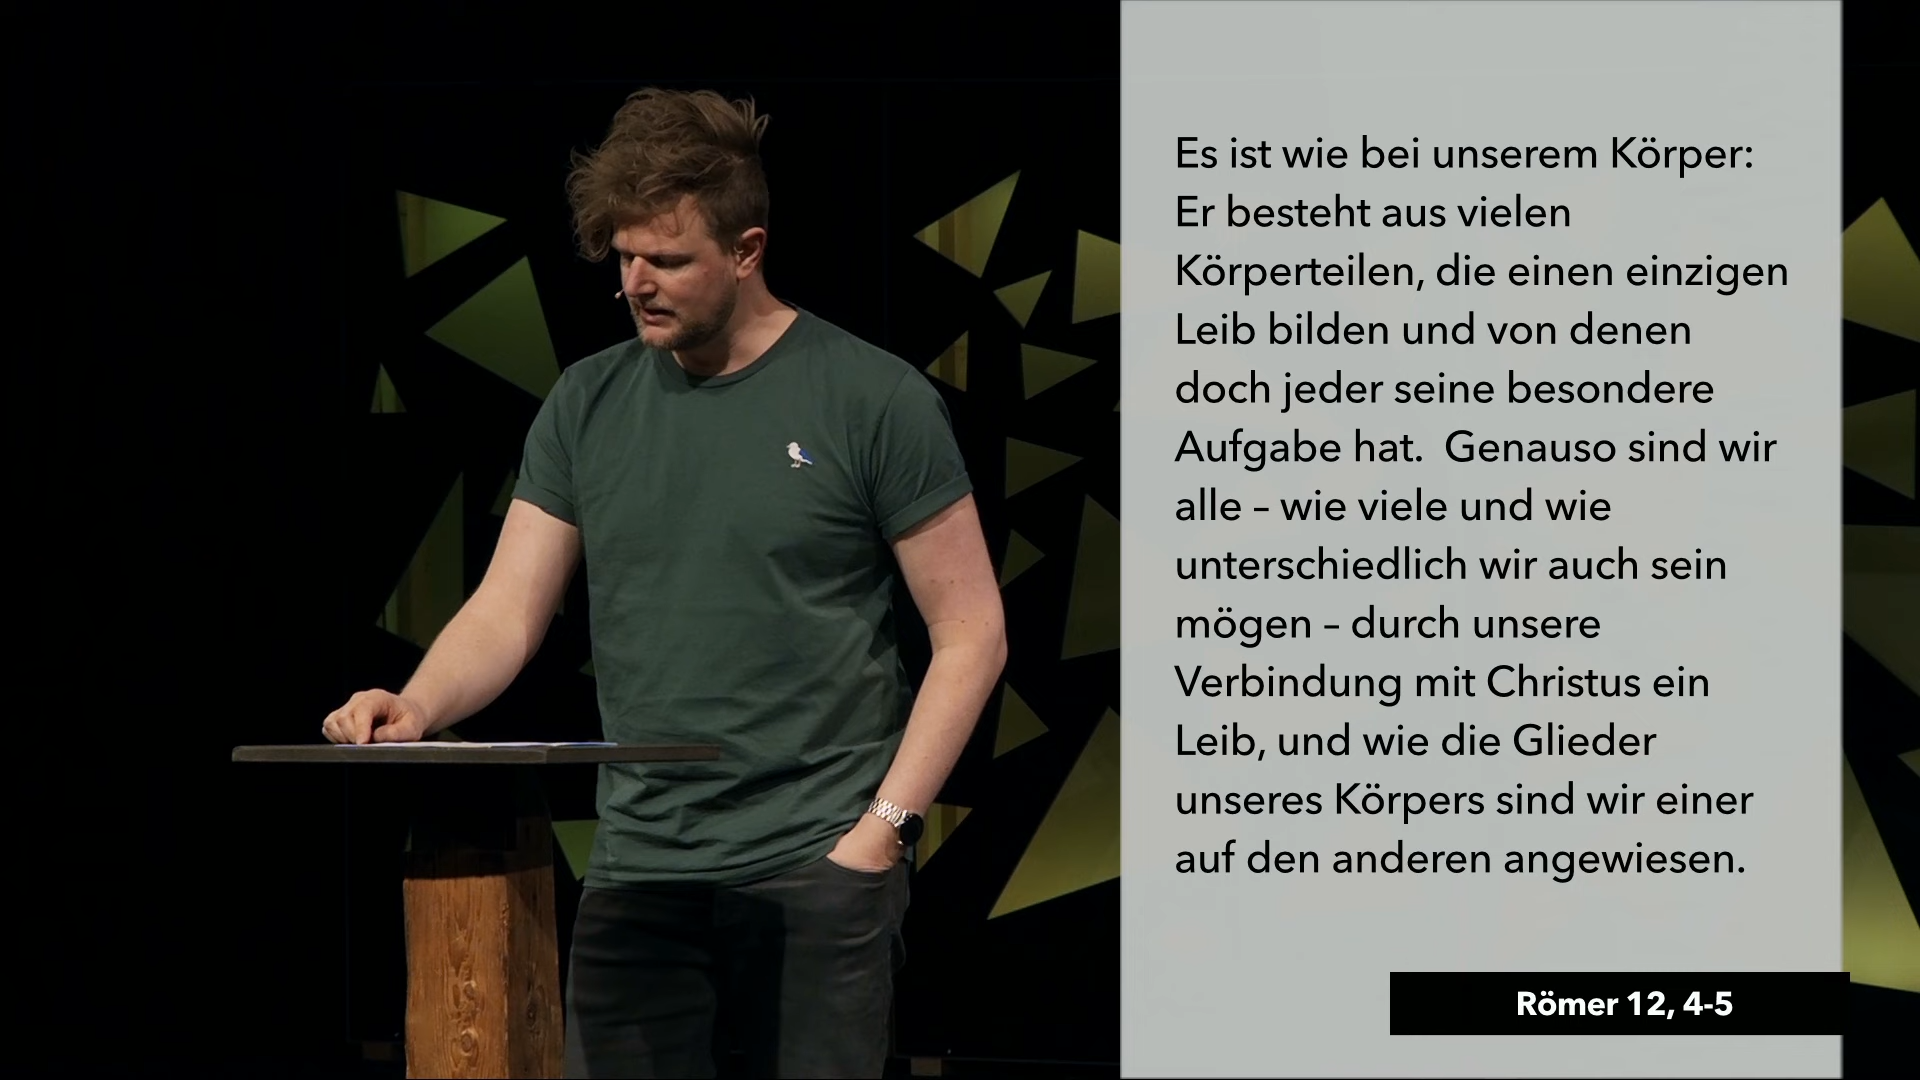 Es ist wie bei unserem Körper:
Er besteht aus vielen
Körperteilen, die einen einzigen
Leib bilden und von denen
doch jeder seine besondere
Aufgabe hat.  Genauso sind wir
alle – wie viele und wie
unterschiedlich wir auch sein
mögen – durch unsere
Verbindung mit Christus ein
Leib, und wie die Glieder
unseres Körpers sind wir einer
auf den anderen angewiesen.
Römer 12, 4-5